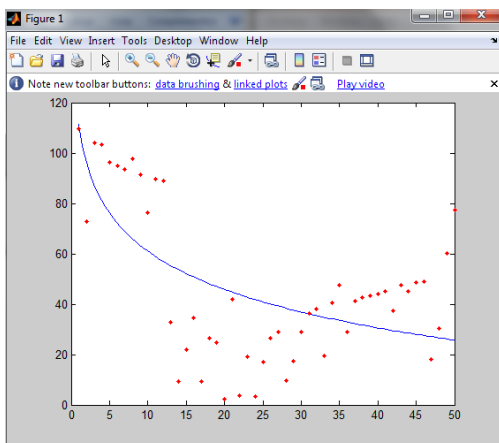 Figure 1
File Edit View Insert Tools Desktop Window Help
Note new toolbar buttons: data brushing & linked plots Play video
120
100
80
60
40
20
0
0 5 10 15 20 25 30 35 40 45 50